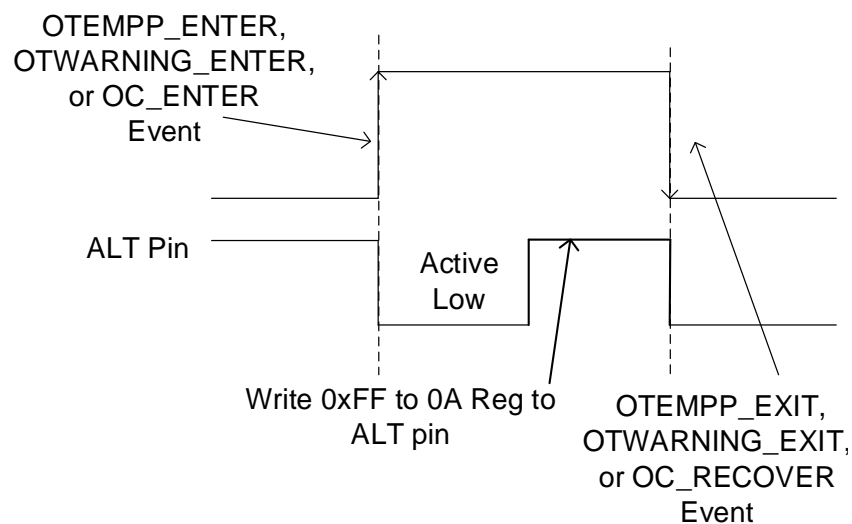 OTEMPP_ENTER,
OTWARNING_ENTER,
or OC_ENTER
Event
ALT Pin
Active
Low
Write 0xFF to 0A Reg to
ALT pin
OTEMPP_EXIT,
OTWARNING_EXIT,
or OC_RECOVER
Event